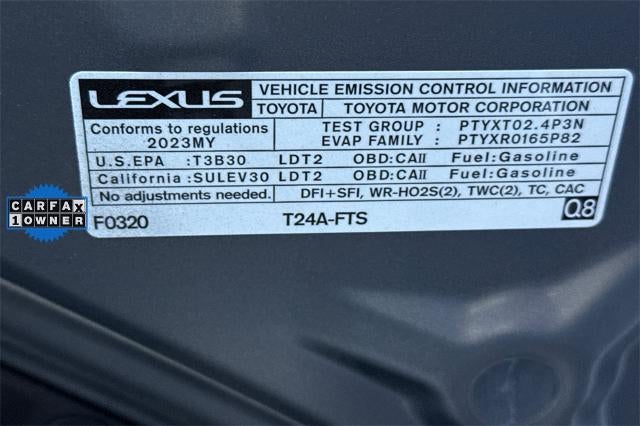 LEXUS VEHICLE EMISSION CONTROL INFORMATION
TOYOTA TOYOTA MOTOR CORPORATION
Conforms to regulations
2023MY
TEST GROUP : PTYXT02.4P3N
EVAP FAMILY : PTYXR0165P82
U.S.EPA :T3B30 LDT2 OBD:CAII Fuel:Gasoline
California :SULEV30 LDT2 OBD:CAII Fuel:Gasoline
No adjustments needed. DFI+SFI, WR-HO2S(2), TWC(2), TC, CAC
F0320 T24A-FTS Q8
CARFAX
1 OWNER